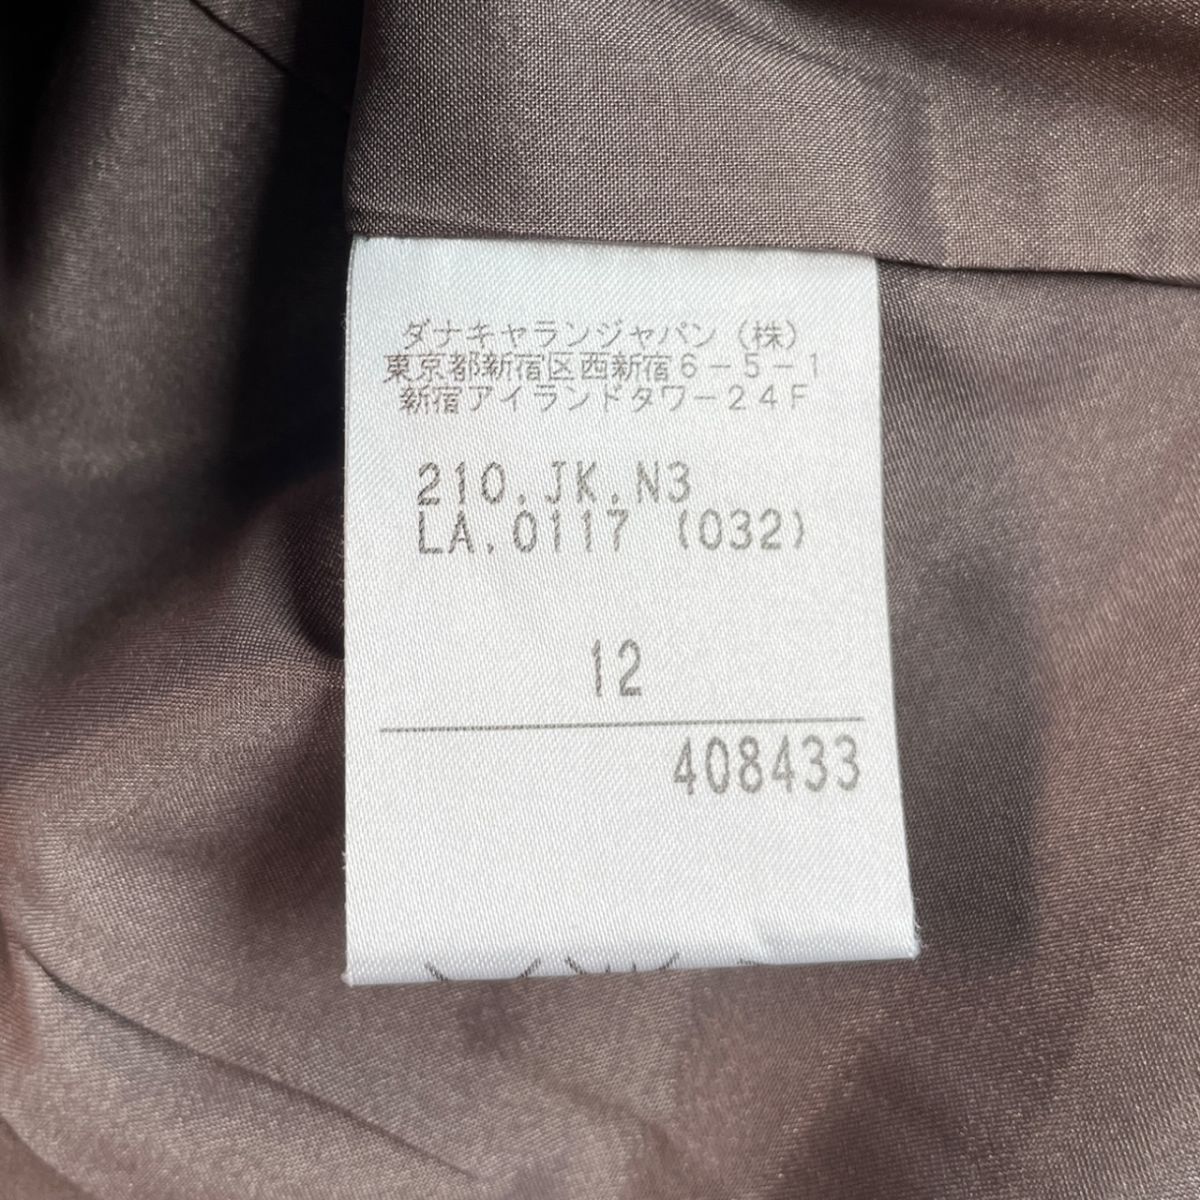 ダナキャランジャパン（株）
東京都新宿区西新宿６－５－１
新宿アイランドタワー２４Ｆ
210.JK.N3
LA.0117 (032)
12
408433